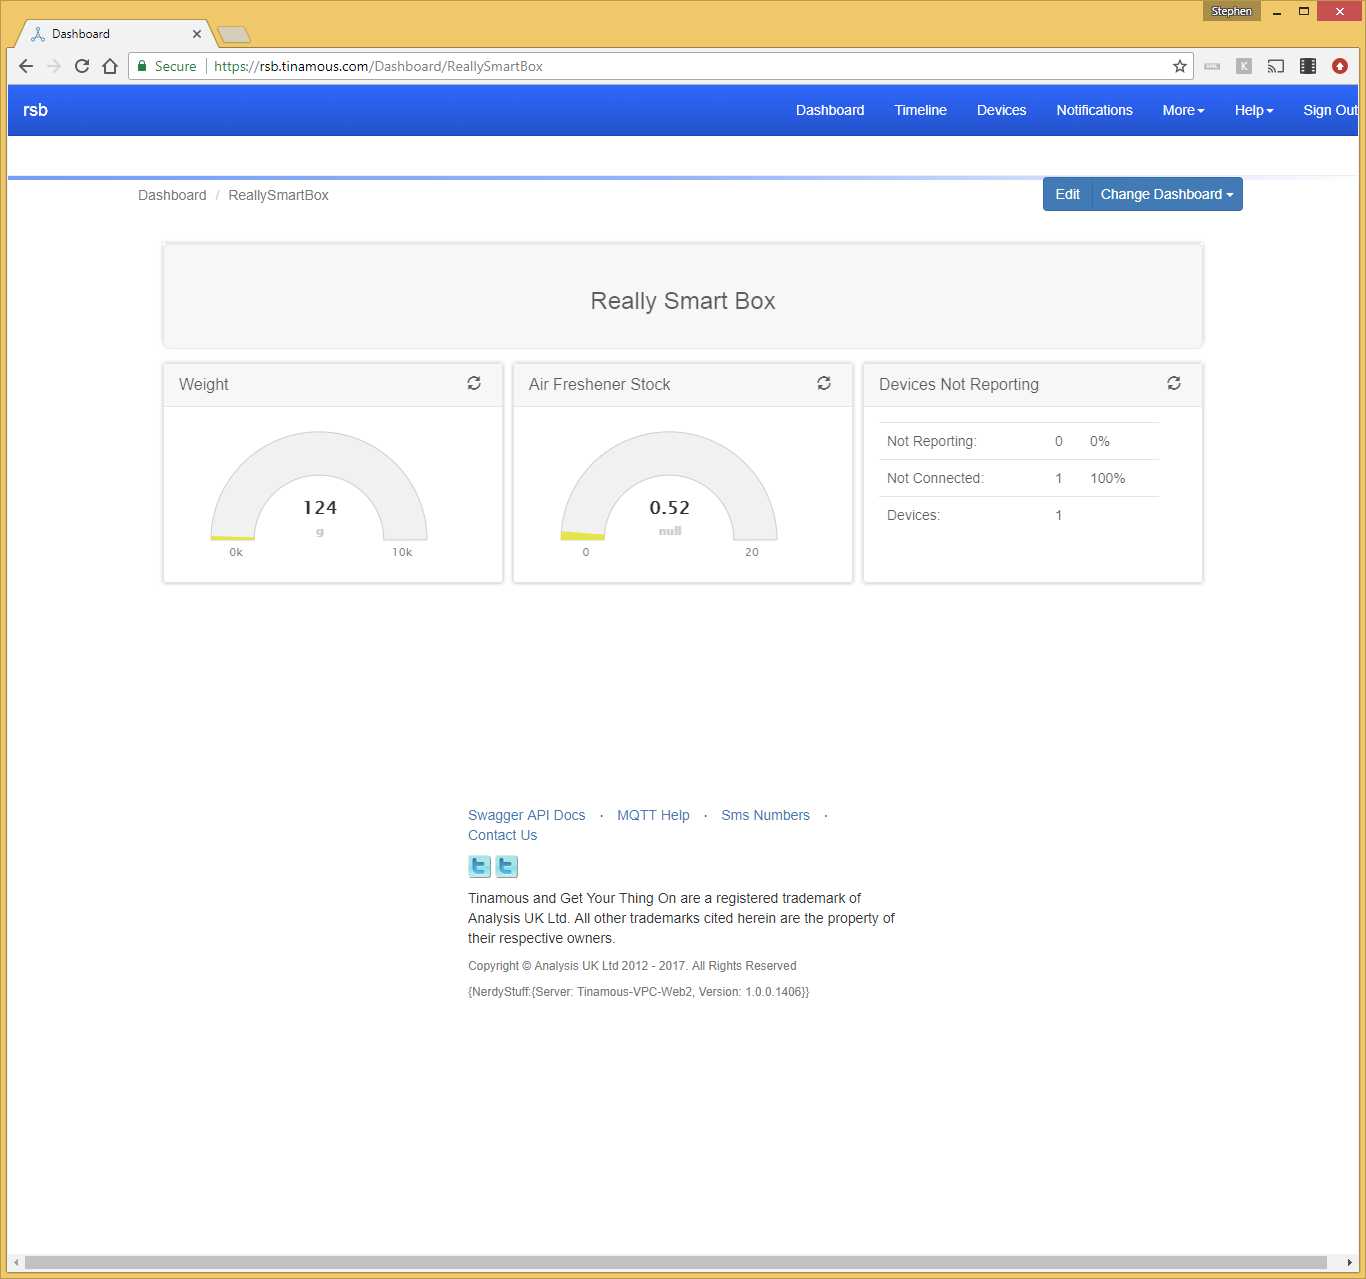 Stephen
Dashboard
Secure https://rsb.tinamous.com/Dashboard/ReallySmartBox
K
rsb Dashboard Timeline Devices Notifications More Help Sign Out
Dashboard / ReallySmartBox Edit Change Dashboard
Really Smart Box
Weight
124
g
0k 10k
Air Freshener Stock
0.52
null
0 20
Devices Not Reporting
Not Reporting: 0 0%
Not Connected: 1 100%
Devices: 1
Swagger API Docs · MQTT Help · Sms Numbers ·
Contact Us
Tinamous and Get Your Thing On are a registered trademark of
Analysis UK Ltd. All other trademarks cited herein are the property of
their respective owners.
Copyright © Analysis UK Ltd 2012 - 2017. All Rights Reserved
{NerdyStuff:{Server: Tinamous-VPC-Web2, Version: 1.0.0.1406}}